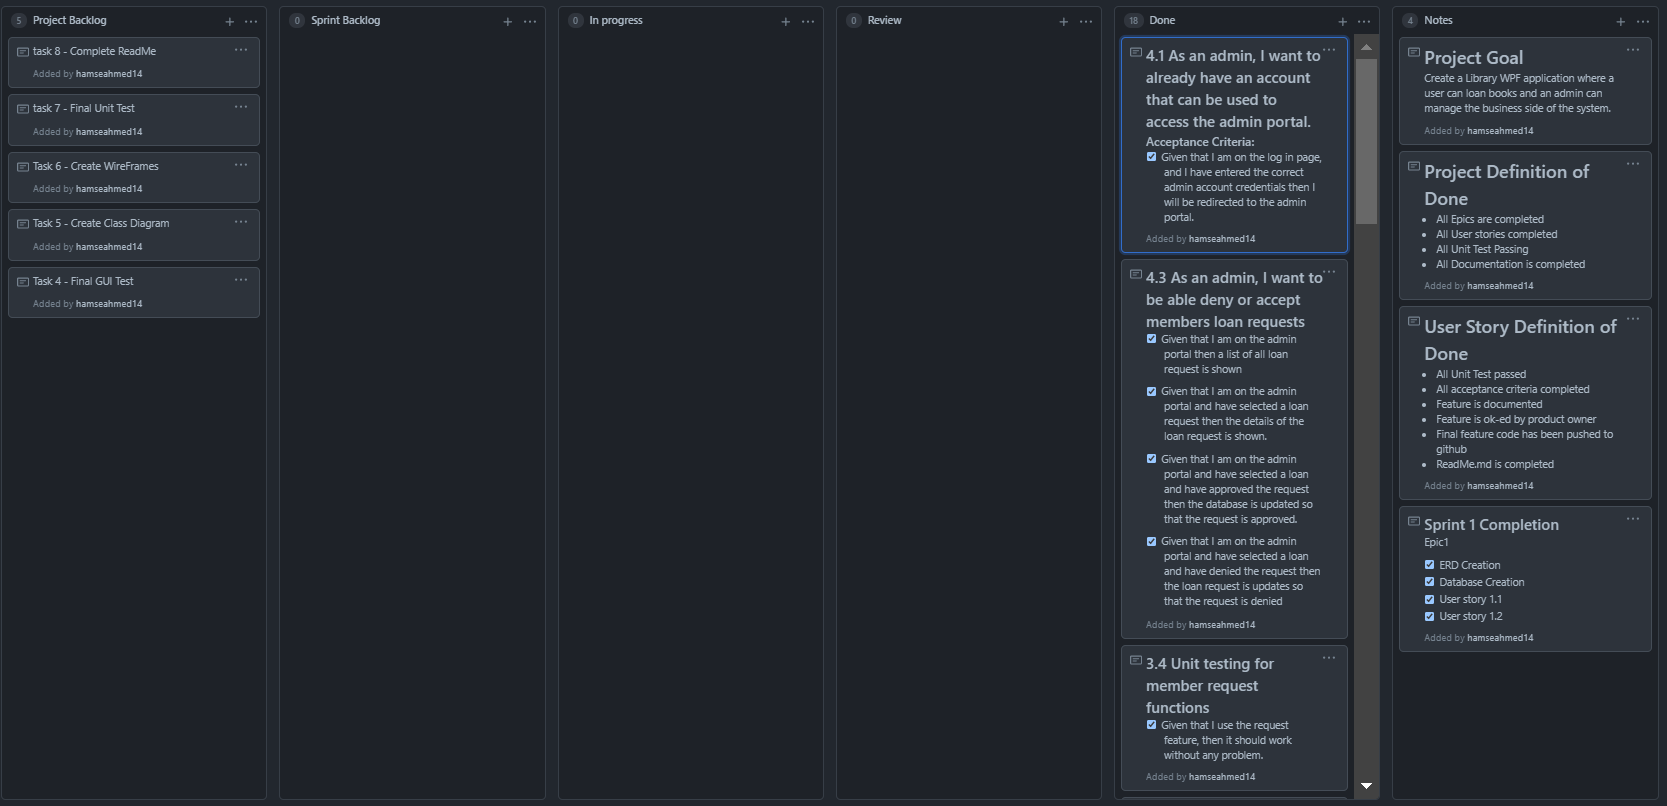 5 Project Backlog
task 8 - Complete ReadMe
Added by hamseahmed14
task 7 - Final Unit Test
Added by hamseahmed14
Task 6 - Create WireFrames
Added by hamseahmed14
Task 5 - Create Class Diagram
Added by hamseahmed14
Task 4 - Final GUI Test
Added by hamseahmed14
0 Sprint Backlog
0 In progress
0 Review
18 Done
4.1 As an admin, I want to
already have an account
that can be used to
access the admin portal.
Acceptance Criteria:
Given that I am on the log in page,
and I have entered the correct
admin account credentials then I
will be redirected to the admin
portal.
Added by hamseahmed14
4.3 As an admin, I want to
be able deny or accept
members loan requests
Given that I am on the admin
portal then a list of all loan
request is shown
Given that I am on the admin
portal and have selected a loan
request then the details of the
loan request is shown.
Given that I am on the admin
portal and have selected a loan
and have approved the request
then the database is updated so
that the request is approved.
Given that I am on the admin
portal and have selected a loan
and have denied the request then
the loan request is updates so
that the request is denied
Added by hamseahmed14
3.4 Unit testing for
member request
functions
Given that I use the request
feature, then it should work
without any problem.
Added by hamseahmed14
4 Notes
Project Goal
Create a Library WPF application where a
user can loan books and an admin can
manage the business side of the system.
Added by hamseahmed14
Project Definition of
Done
All Epics are completed
All User stories completed
All Unit Test Passing
All Documentation is completed
Added by hamseahmed14
User Story Definition of
Done
All Unit Test passed
All acceptance criteria completed
Feature is documented
Feature is ok-ed by product owner
Final feature code has been pushed to
github
ReadMe.md is completed
Added by hamseahmed14
Sprint 1 Completion
Epic1
ERD Creation
Database Creation
User story 1.1
User story 1.2
Added by hamseahmed14